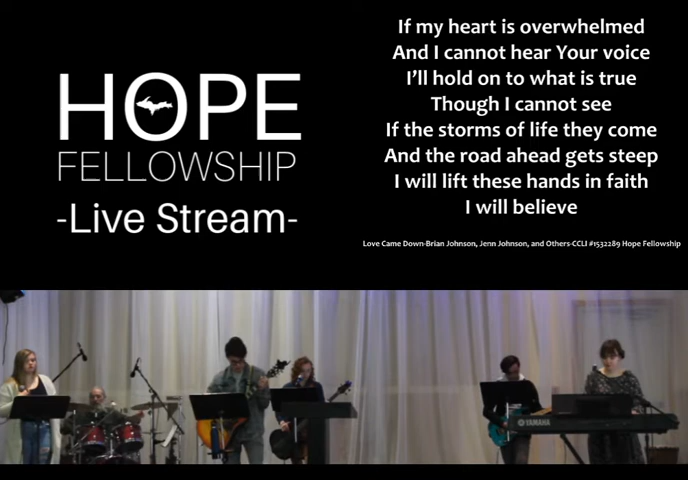 HOPE
FELLOWSHIP
-Live Stream-
If my heart is overwhelmed
And I cannot hear Your voice
I’ll hold on to what is true
Though I cannot see
If the storms of life they come
And the road ahead gets steep
I will lift these hands in faith
I will believe
Love Came Down-Brian Johnson, Jenn Johnson, and Others-CCLI #1532289 Hope Fellowship
YAMAHA